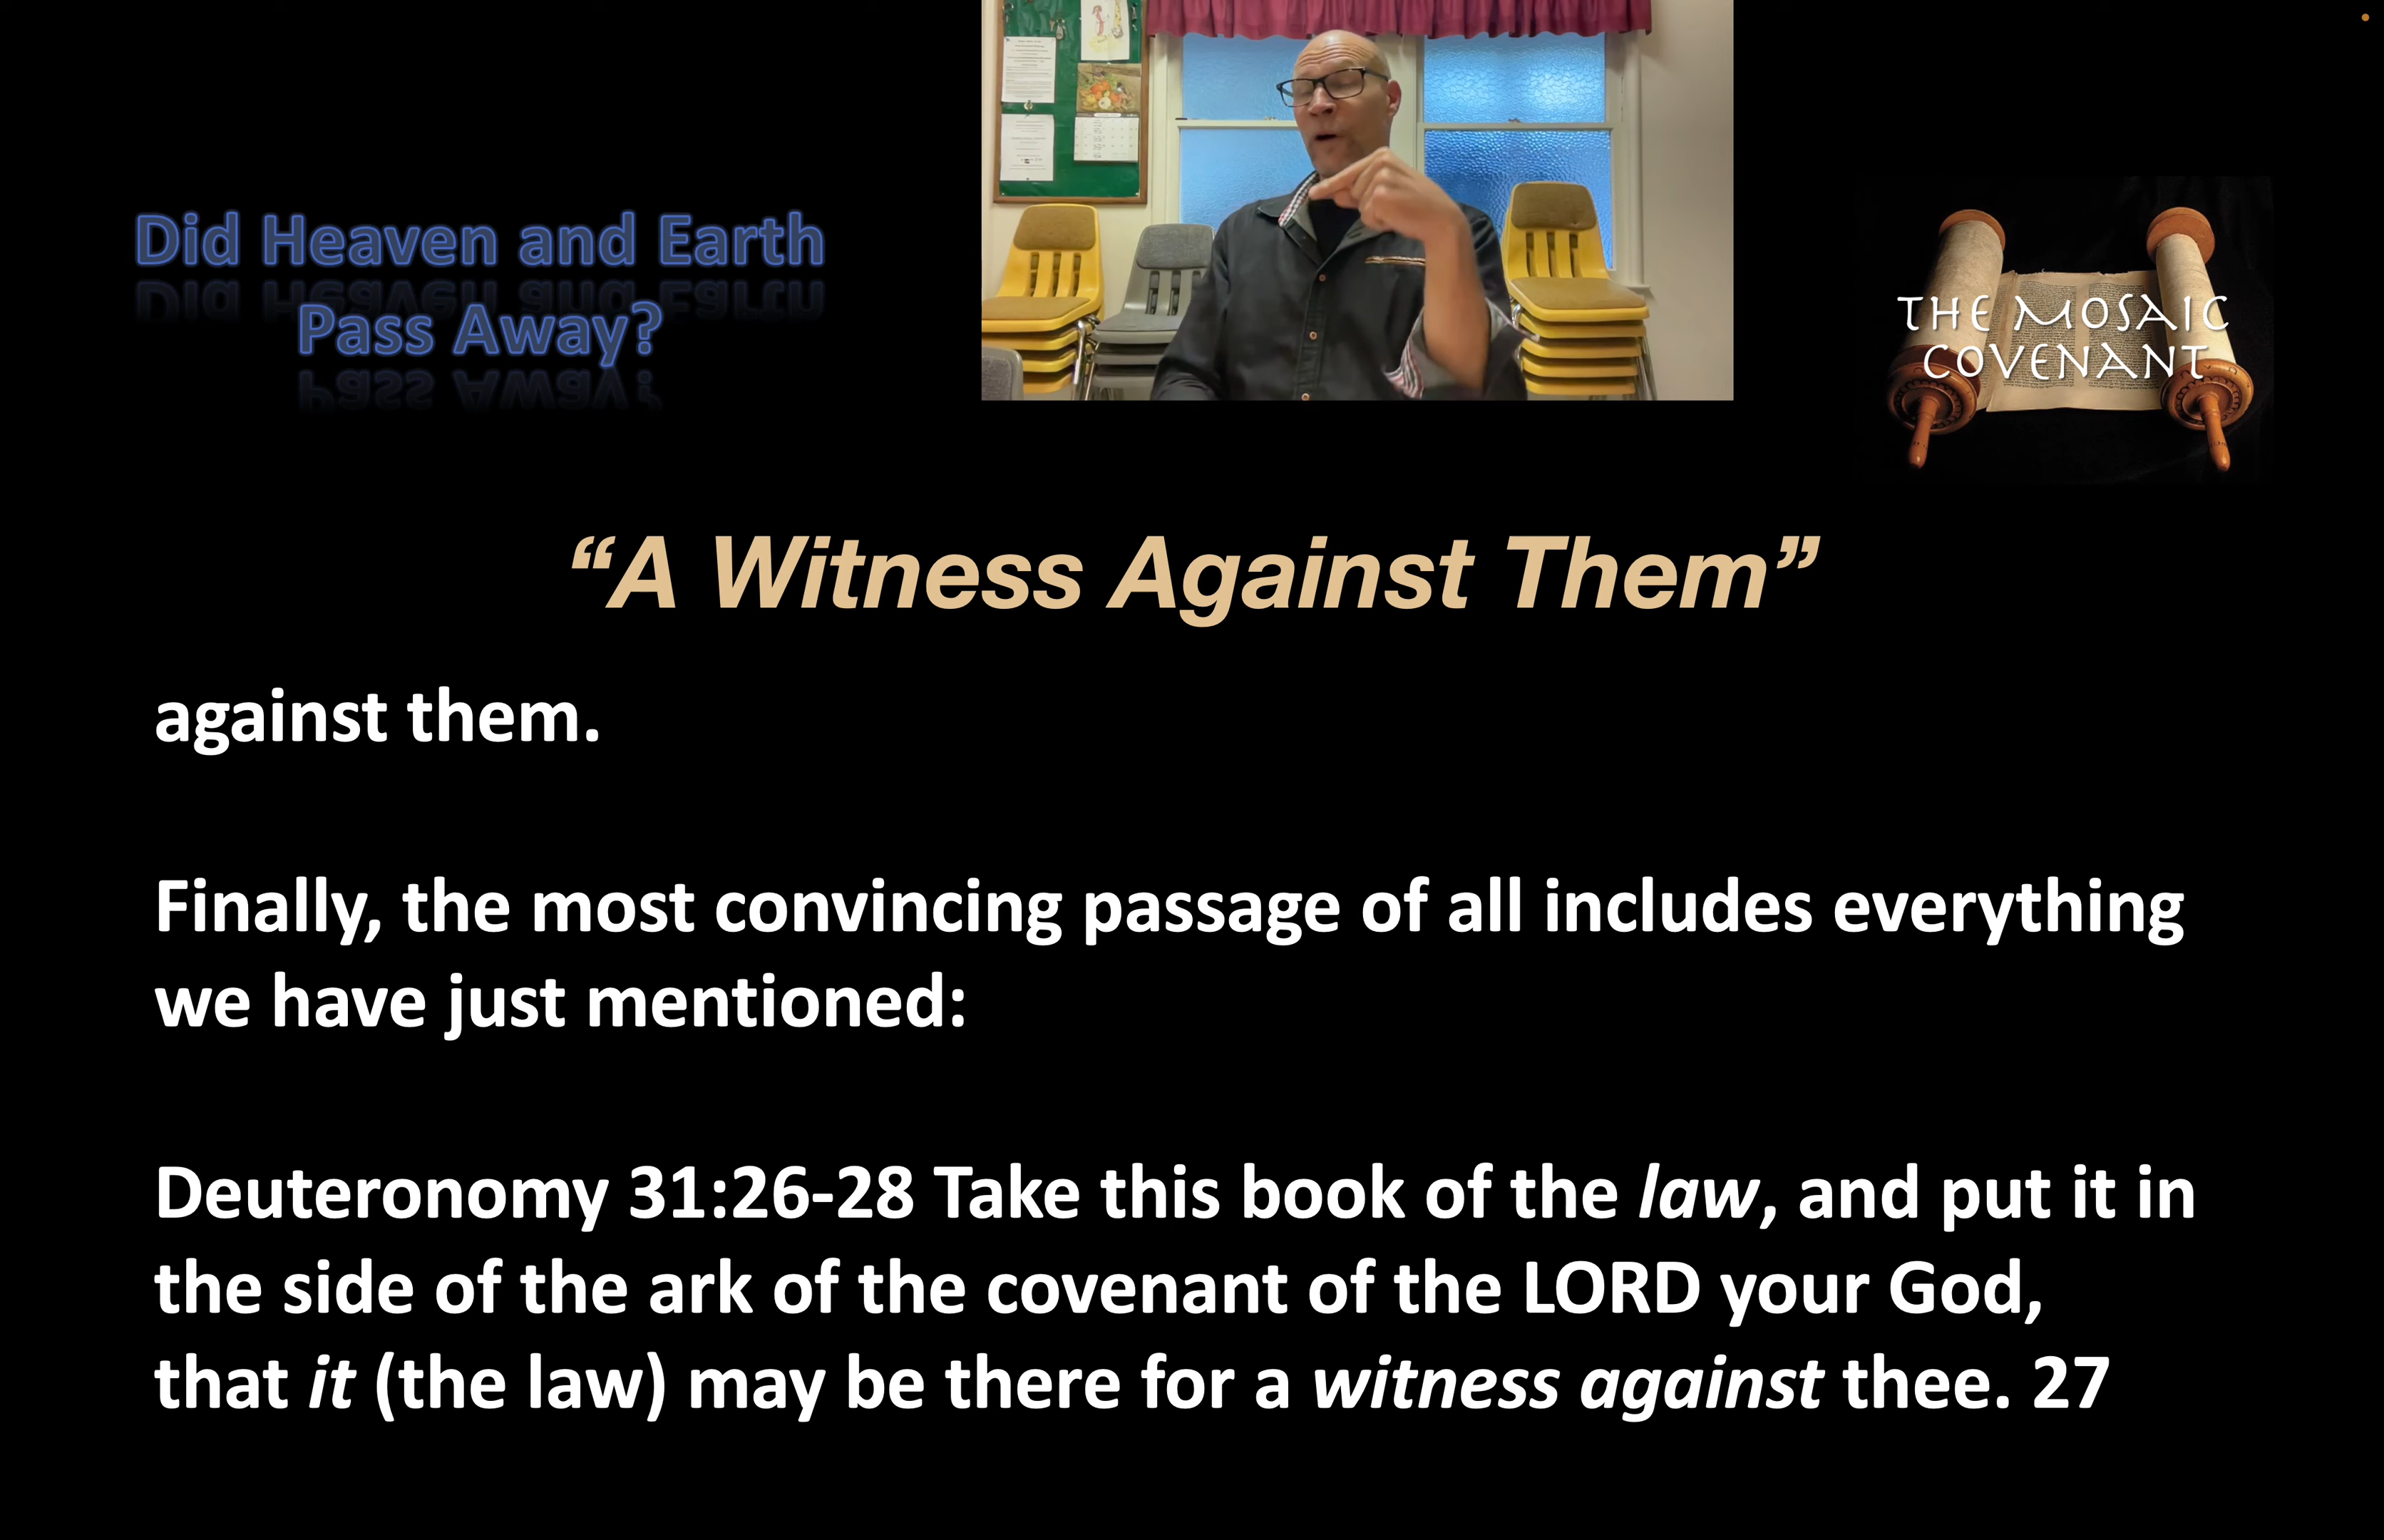 Did Heaven and Earth
Pass Away?
THE MOSAIC
COVENANT
“A Witness Against Them”
against them.
Finally, the most convincing passage of all includes everything
we have just mentioned:
Deuteronomy 31:26-28 Take this book of the law, and put it in
the side of the ark of the covenant of the LORD your God,
that it (the law) may be there for a witness against thee. 27